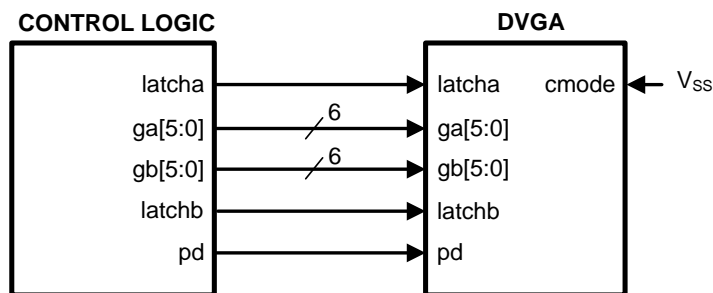 CONTROL LOGIC
DVGA
latcha
latcha
cmode
VSS
ga[5:0]
6
ga[5:0]
gb[5:0]
6
gb[5:0]
latchb
latchb
pd
pd